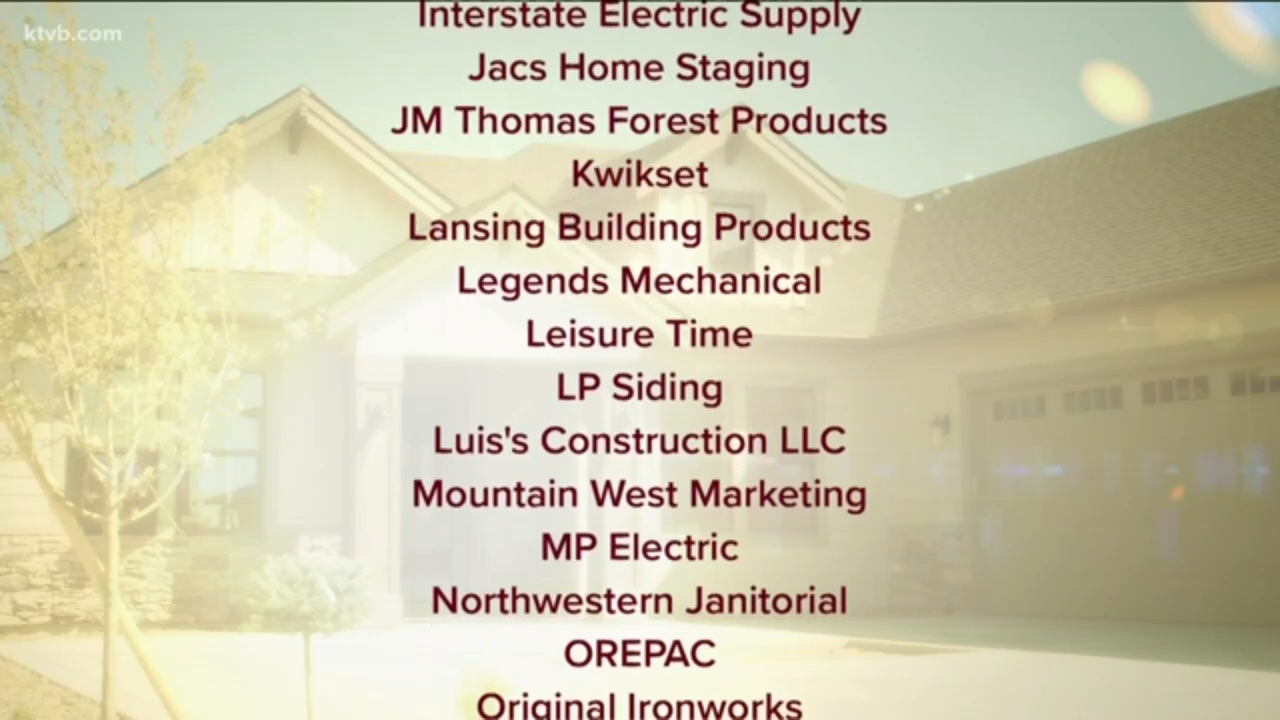 ktvb.com
Interstate Electric Supply
Jacs Home Staging
JM Thomas Forest Products
Kwikset
Lansing Building Products
Legends Mechanical
Leisure Time
LP Siding
Luis's Construction LLC
Mountain West Marketing
MP Electric
Northwestern Janitorial
OREPAC
Original Ironworks